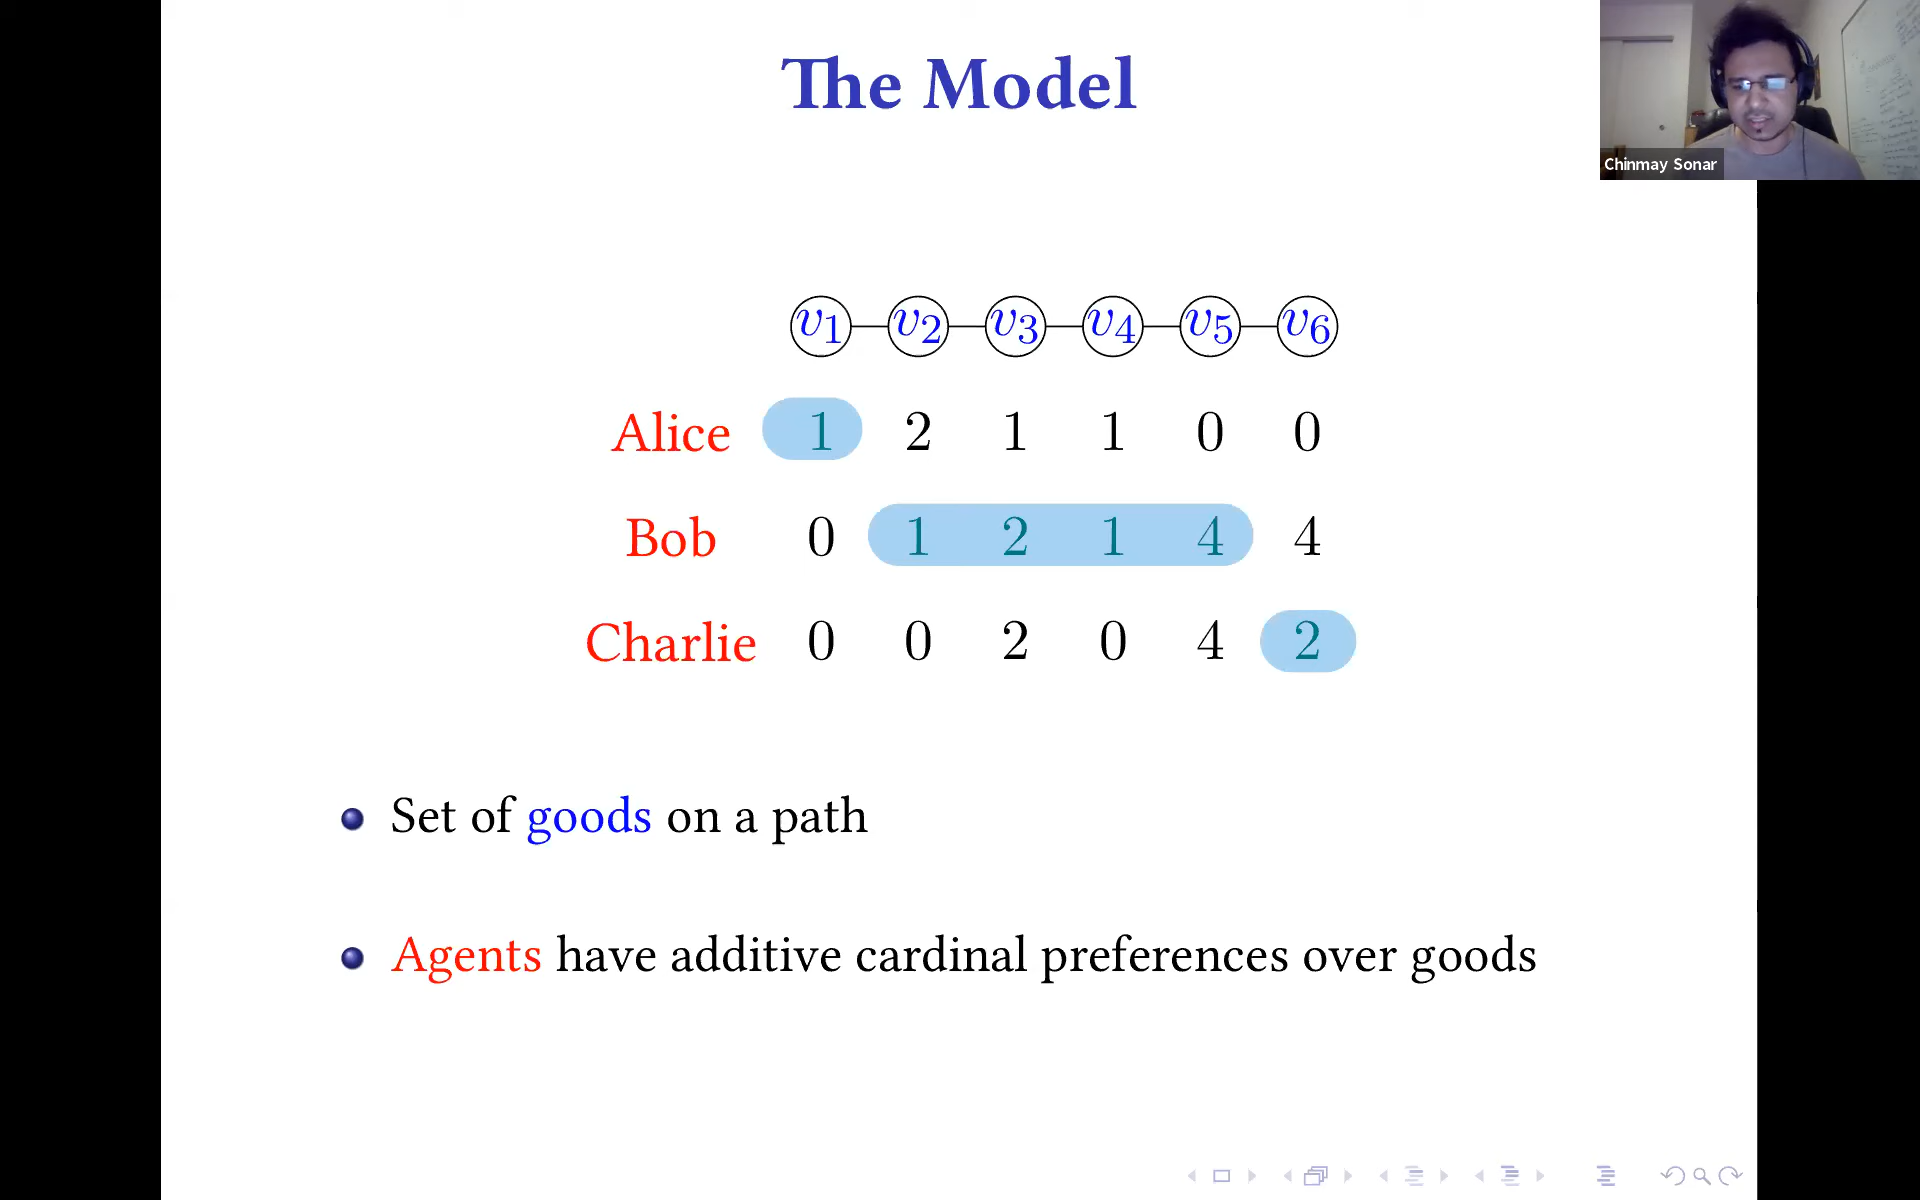 The Model
Chinmay Sonar
v1 v2 v3 v4 v5 v6
Alice 1 2 1 1 0 0
Bob 0 1 2 1 4 4
Charlie 0 0 2 0 4 2
Set of goods on a path
Agents have additive cardinal preferences over goods